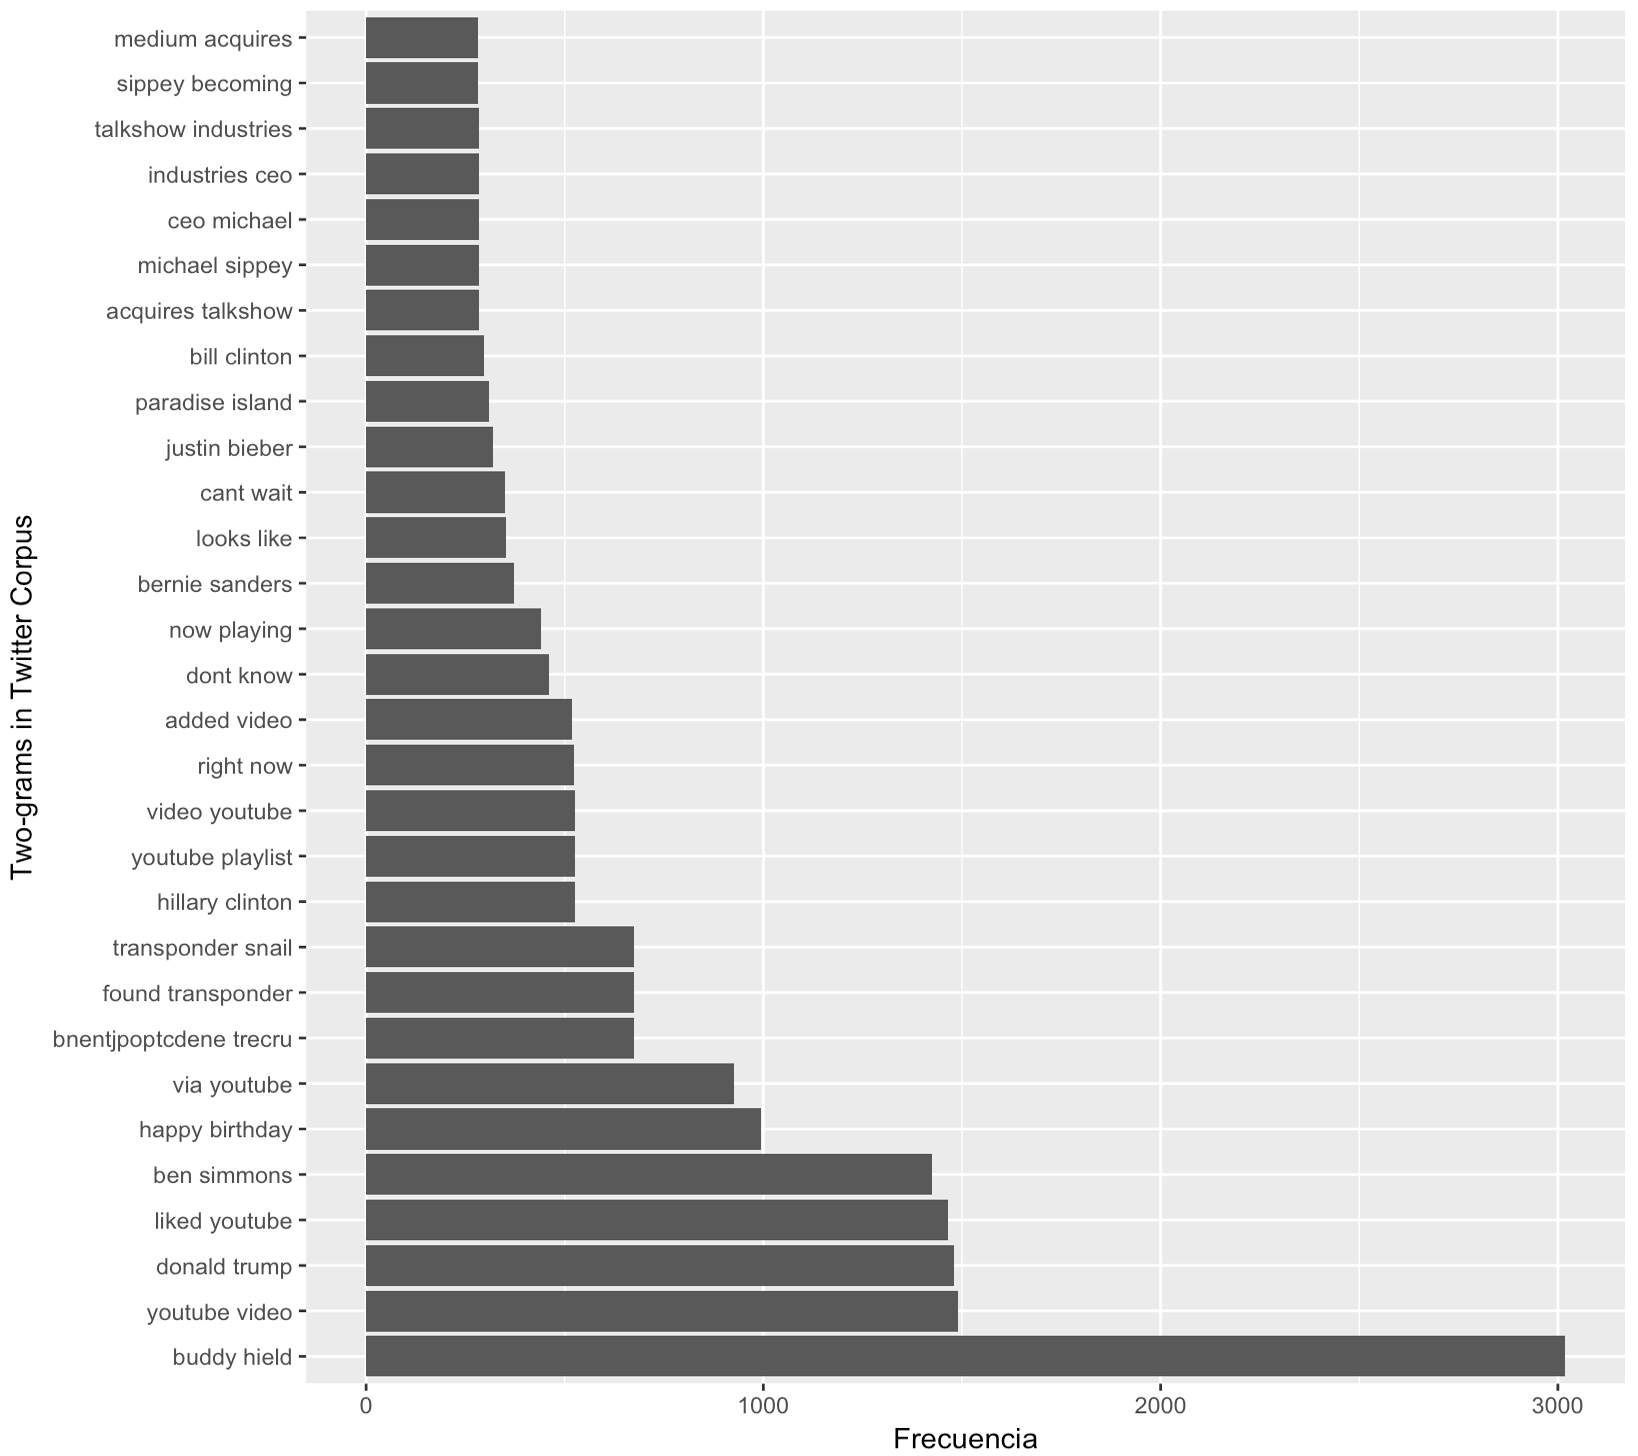 Two-grams in Twitter Corpus
medium acquires
sippey becoming
talkshow industries
industries ceo
ceo michael
michael sippey
acquires talkshow
bill clinton
paradise island
justin bieber
cant wait
looks like
bernie sanders
now playing
dont know
added video
right now
video youtube
youtube playlist
hillary clinton
transponder snail
found transponder
bnentjpoptcdene trecru
via youtube
happy birthday
ben simmons
liked youtube
donald trump
youtube video
buddy hield
0 1000 2000 3000
Frecuencia